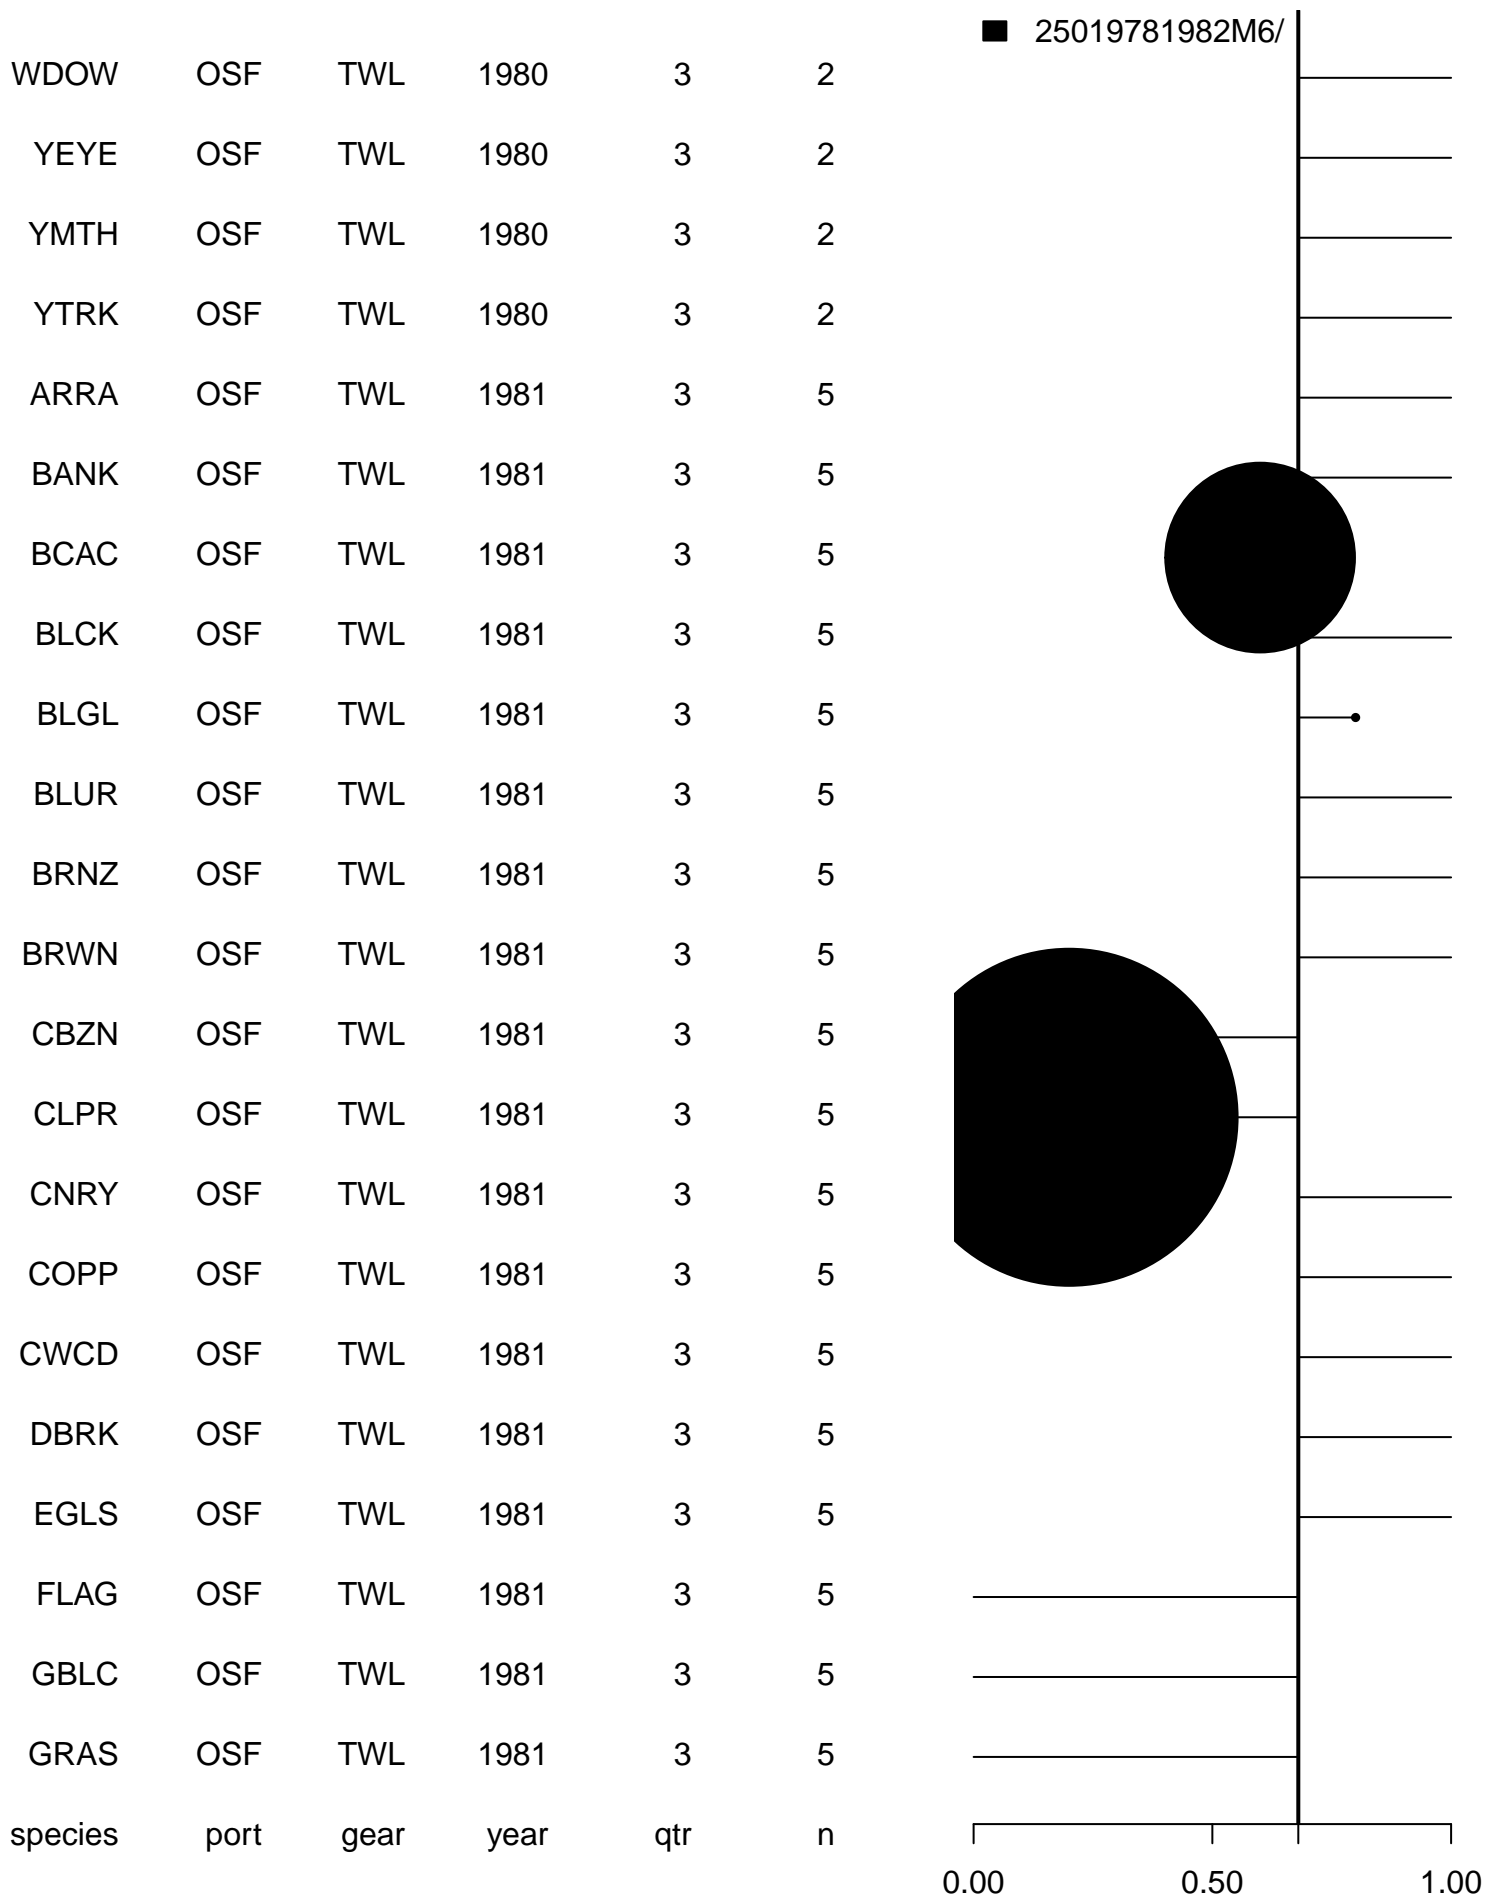 25019781982M6/
WDOW OSF TWL 1980 3 2
YEYE OSF TWL 1980 3 2
YMTH OSF TWL 1980 3 2
YTRK OSF TWL 1980 3 2
ARRA OSF TWL 1981 3 5
BANK OSF TWL 1981 3 5
BCAC OSF TWL 1981 3 5
BLCK OSF TWL 1981 3 5
BLGL OSF TWL 1981 3 5
BLUR OSF TWL 1981 3 5
BRNZ OSF TWL 1981 3 5
BRWN OSF TWL 1981 3 5
CBZN OSF TWL 1981 3 5
CLPR OSF TWL 1981 3 5
CNRY OSF TWL 1981 3 5
COPP OSF TWL 1981 3 5
CWCD OSF TWL 1981 3 5
DBRK OSF TWL 1981 3 5
EGLS OSF TWL 1981 3 5
FLAG OSF TWL 1981 3 5
GBLC OSF TWL 1981 3 5
GRAS OSF TWL 1981 3 5
species port gear year qtr n
0.00 0.50 1.00